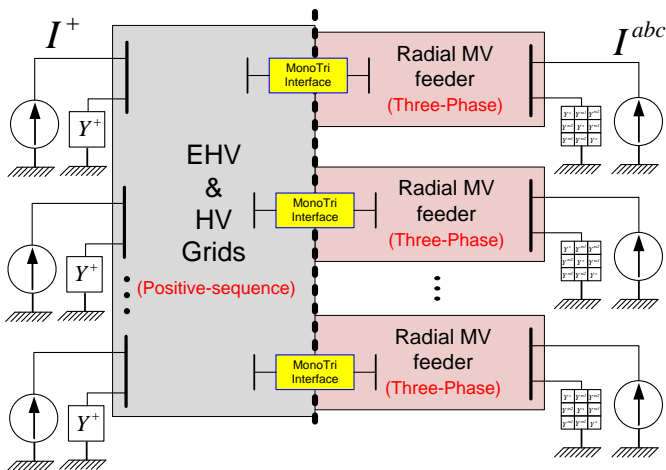 I⁺
I^{abc}
MonoTri
Interface
Radial MV
feeder
(Three-Phase)
Y⁺
EHV
&
HV
Grids
(Positive-sequence)
MonoTri
Interface
Radial MV
feeder
(Three-Phase)
Y⁺
MonoTri
Interface
Radial MV
feeder
(Three-Phase)
Y⁺